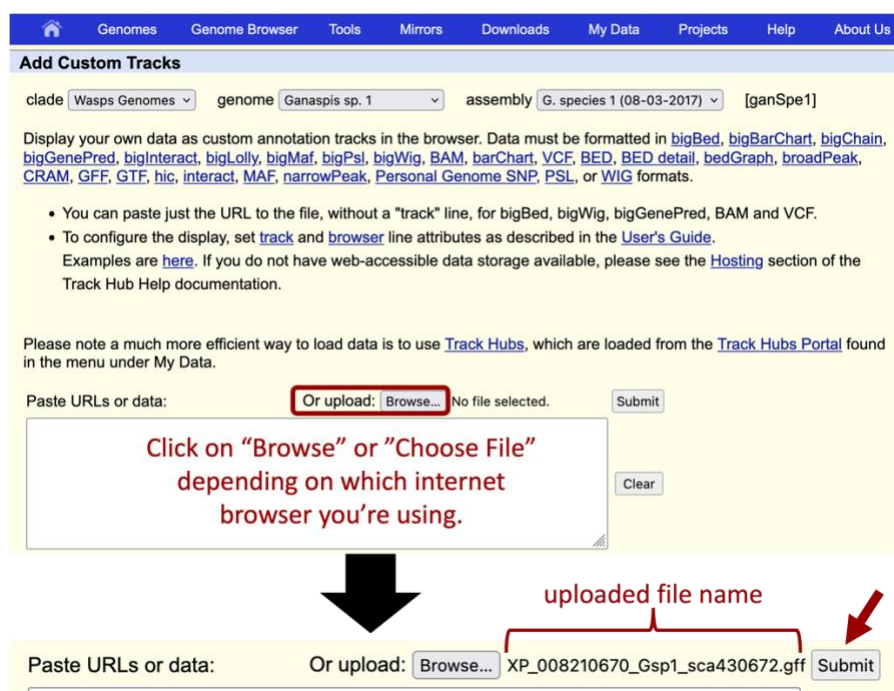 Genomes Genome Browser Tools Mirrors Downloads My Data Projects Help About Us
Add Custom Tracks
clade Wasps Genomes genome Ganaspis sp. 1 assembly G. species 1 (08-03-2017) [ganSpe1]
Display your own data as custom annotation tracks in the browser. Data must be formatted in bigBed, bigBarChart, bigChain,
bigGenePred, bigInteract, bigLolly, bigMaf, bigPsl, bigWig, BAM, barChart, VCF, BED, BED detail, bedGraph, broadPeak,
CRAM, GFF, GTF, hic, interact, MAF, narrowPeak, Personal Genome SNP, PSL, or WIG formats.
• You can paste just the URL to the file, without a "track" line, for bigBed, bigWig, bigGenePred, BAM and VCF.
• To configure the display, set track and browser line attributes as described in the User's Guide.
Examples are here. If you do not have web-accessible data storage available, please see the Hosting section of the
Track Hub Help documentation.
Please note a much more efficient way to load data is to use Track Hubs, which are loaded from the Track Hubs Portal found
in the menu under My Data.
Paste URLs or data: Or upload: Browse... No file selected. Submit
Click on “Browse” or ”Choose File”
depending on which internet
browser you’re using.
Clear
uploaded file name
Paste URLs or data: Or upload: Browse... XP_008210670_Gsp1_sca430672.gff Submit